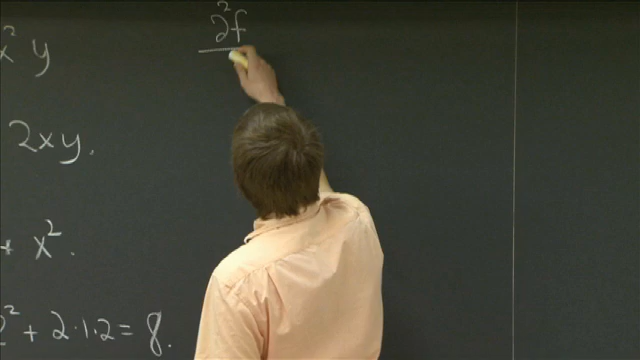 x² y
2xy.
+ x².
² + 2·1·2 = 8.
∂²f